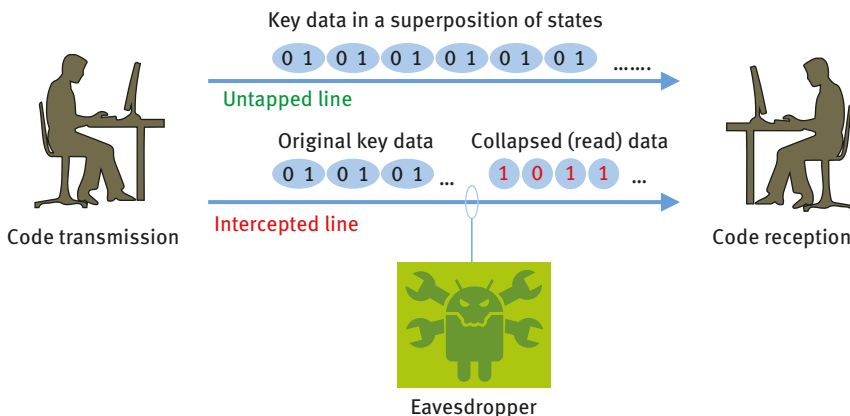 Key data in a superposition of states
0 1 0 1 0 1 0 1 0 1 0 1 .......
Untapped line
Original key data Collapsed (read) data
0 1 0 1 0 1 ... 1 0 1 1 ...
Code transmission Intercepted line Code reception
Eavesdropper